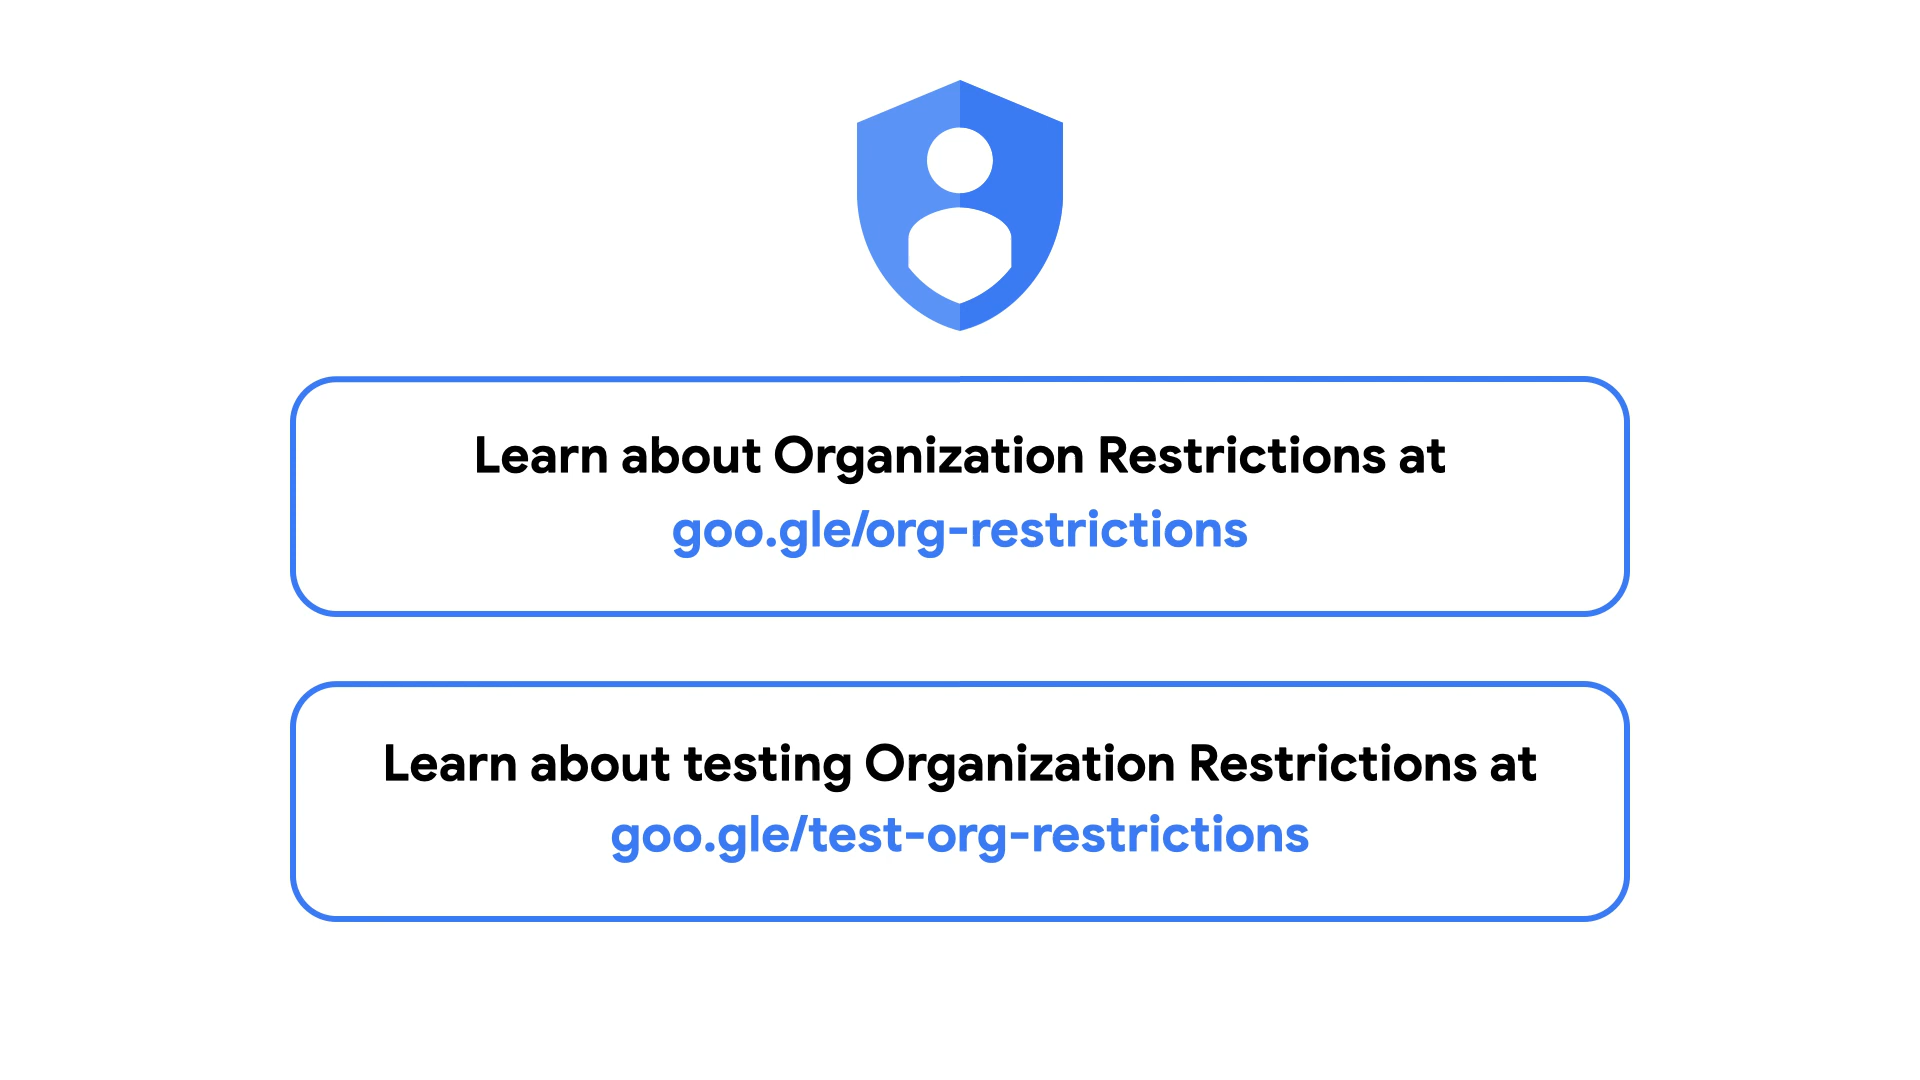 Learn about Organization Restrictions at
goo.gle/org-restrictions
Learn about testing Organization Restrictions at
goo.gle/test-org-restrictions